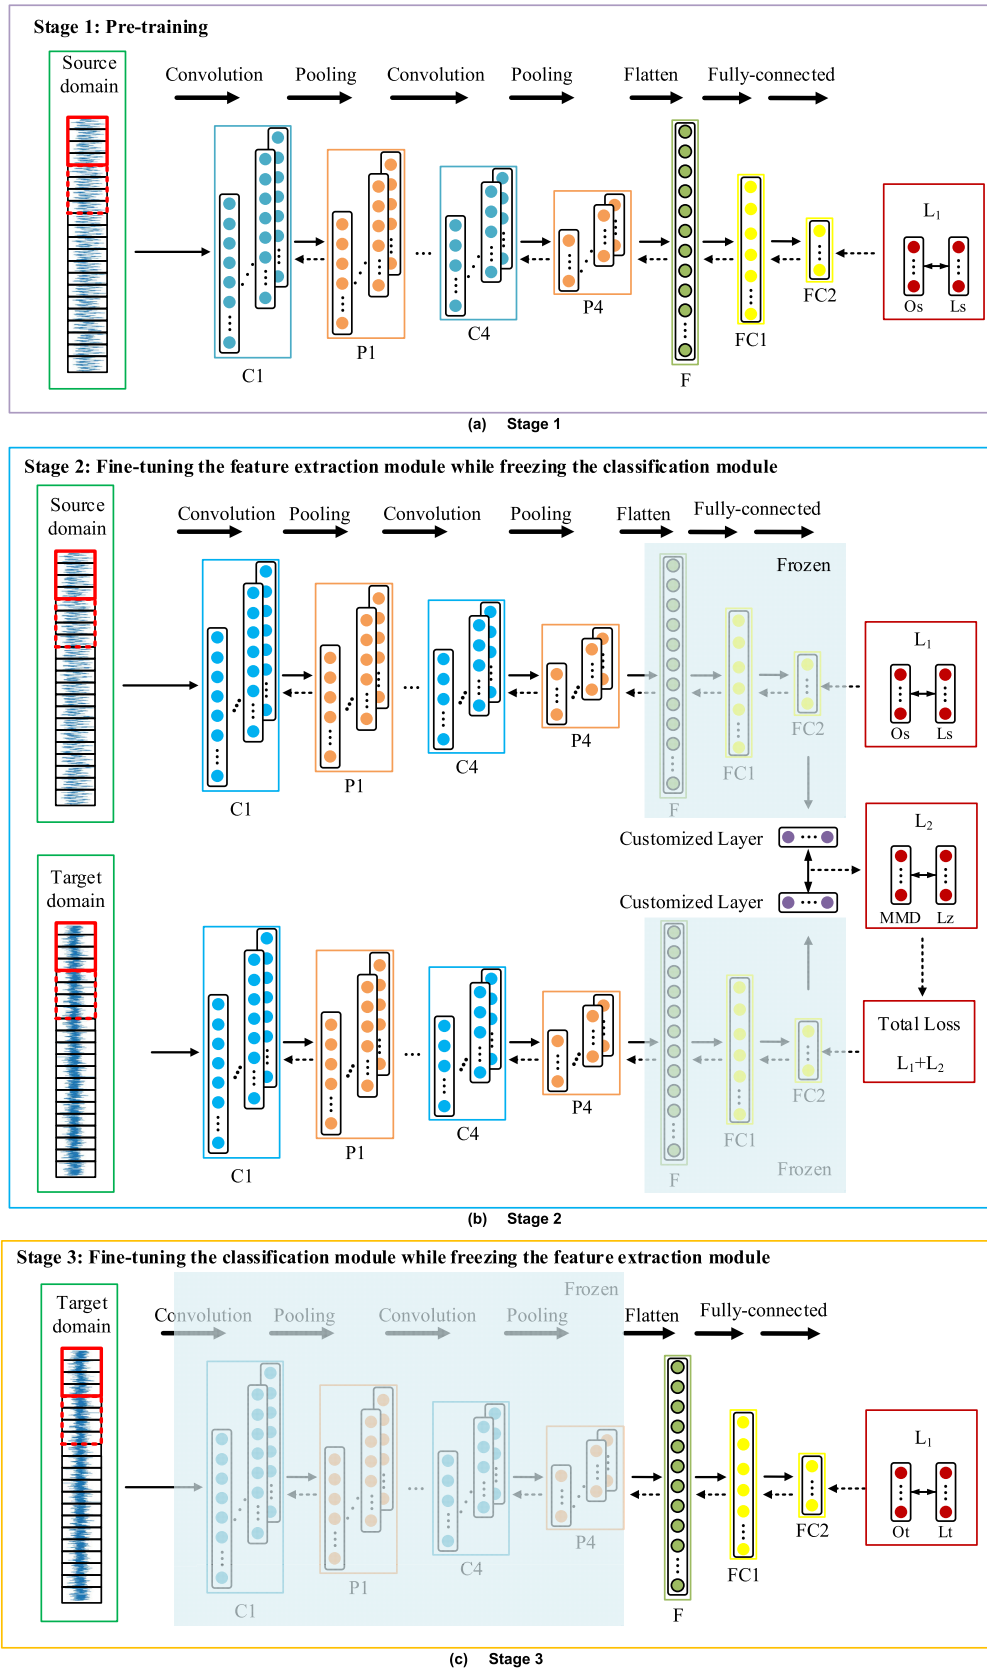 Stage 1: Pre-training
Source
domain
Convolution
Pooling
Convolution
Pooling
Flatten
Fully-connected
C1
P1
C4
P4
F
FC1
FC2
L1
Os
Ls
(a) Stage 1
Stage 2: Fine-tuning the feature extraction module while freezing the classification module
Source
domain
Convolution
Pooling
Convolution
Pooling
Flatten
Fully-connected
Frozen
C1
P1
C4
P4
F
FC1
FC2
L1
Os
Ls
Customized Layer
Customized Layer
L2
MMD
Lz
Target
domain
C1
P1
C4
P4
F
FC1
FC2
Frozen
Total Loss
L1+L2
(b) Stage 2
Stage 3: Fine-tuning the classification module while freezing the feature extraction module
Target
domain
Frozen
Convolution
Pooling
Convolution
Pooling
Flatten
Fully-connected
C1
P1
C4
P4
F
FC1
FC2
L1
Ot
Lt
(c) Stage 3